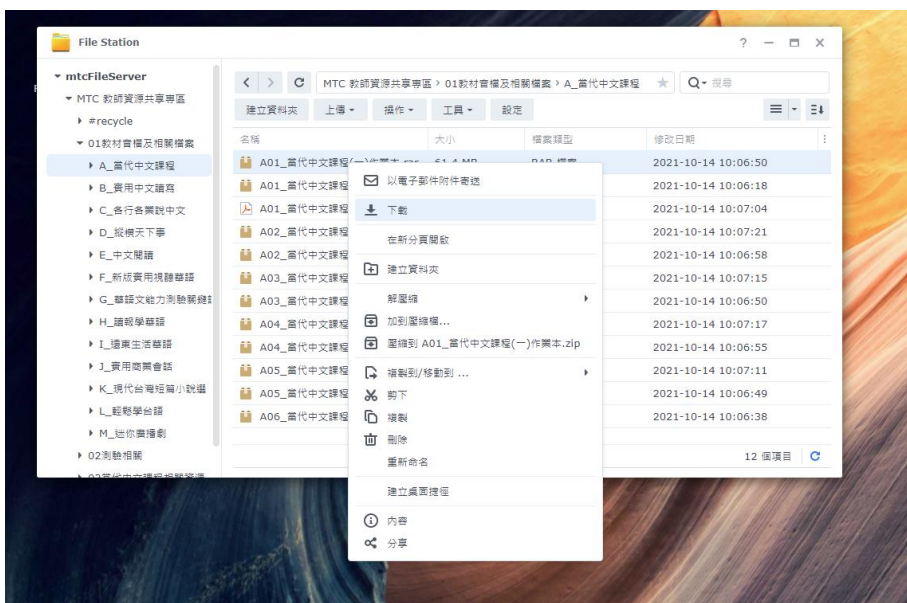 File Station
mtcFileServer
MTC 教師資源共享專區
#recycle
01教材音檔及相關檔案
A_當代中文課程
B_實用中文讀寫
C_各行各業說中文
D_縱橫天下事
E_中文閱讀
F_新版實用視聽華語
G_華語文能力測驗關鍵
H_讀報學華語
I_遠東生活華語
J_實用商業會話
K_現代台灣短篇小說選
L_輕鬆學台語
M_迷你廣播劇
02測驗相關
MTC 教師資源共享專區 › 01教材音檔及相關檔案 › A_當代中文課程
搜尋
建立資料夾 上傳 操作 工具 設定
名稱 大小 檔案類型 修改日期
A01_當代中文課程(一)作業本.rar 61.4 MB RAR 檔案 2021-10-14 10:06:50
A01_當代中文課程 2021-10-14 10:06:18
A01_當代中文課程 2021-10-14 10:07:04
A02_當代中文課程 2021-10-14 10:07:21
A02_當代中文課程 2021-10-14 10:06:58
A03_當代中文課程 2021-10-14 10:07:15
A03_當代中文課程 2021-10-14 10:06:50
A04_當代中文課程 2021-10-14 10:07:17
A04_當代中文課程 2021-10-14 10:06:55
A05_當代中文課程 2021-10-14 10:07:11
A05_當代中文課程 2021-10-14 10:06:49
A06_當代中文課程 2021-10-14 10:06:38
12 個項目
以電子郵件附件寄送
下載
在新分頁開啟
建立資料夾
解壓縮
加到壓縮檔...
壓縮到 A01_當代中文課程(一)作業本.zip
複製到/移動到 ...
剪下
複製
刪除
重新命名
建立桌面捷徑
內容
分享